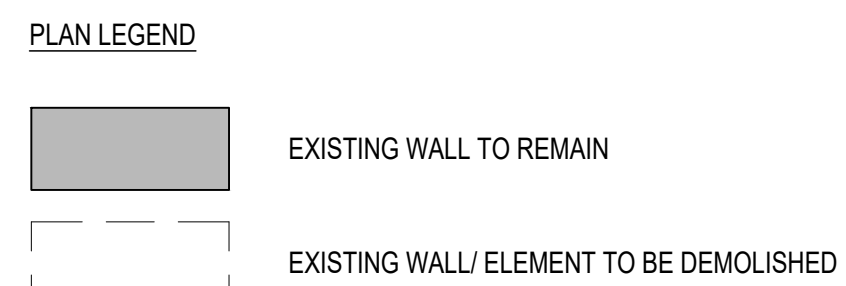 PLAN LEGEND
EXISTING WALL TO REMAIN
EXISTING WALL/ ELEMENT TO BE DEMOLISHED